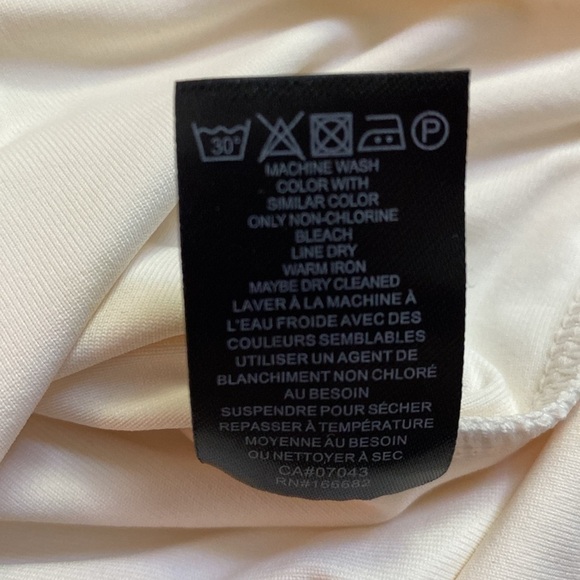 30°
P
MACHINE WASH
COLOR WITH
SIMILAR COLOR
ONLY NON-CHLORINE
BLEACH
LINE DRY
WARM IRON
MAYBE DRY CLEANED
LAVER À LA MACHINE À
L'EAU FROIDE AVEC DES
COULEURS SEMBLABLES
UTILISER UN AGENT DE
BLANCHIMENT NON CHLORÉ
AU BESOIN
SUSPENDRE POUR SÉCHER
REPASSER À TEMPÉRATURE
MOYENNE ÂU BESOIN
OU NETTOYER À SEC
CA#07043
RN#166682